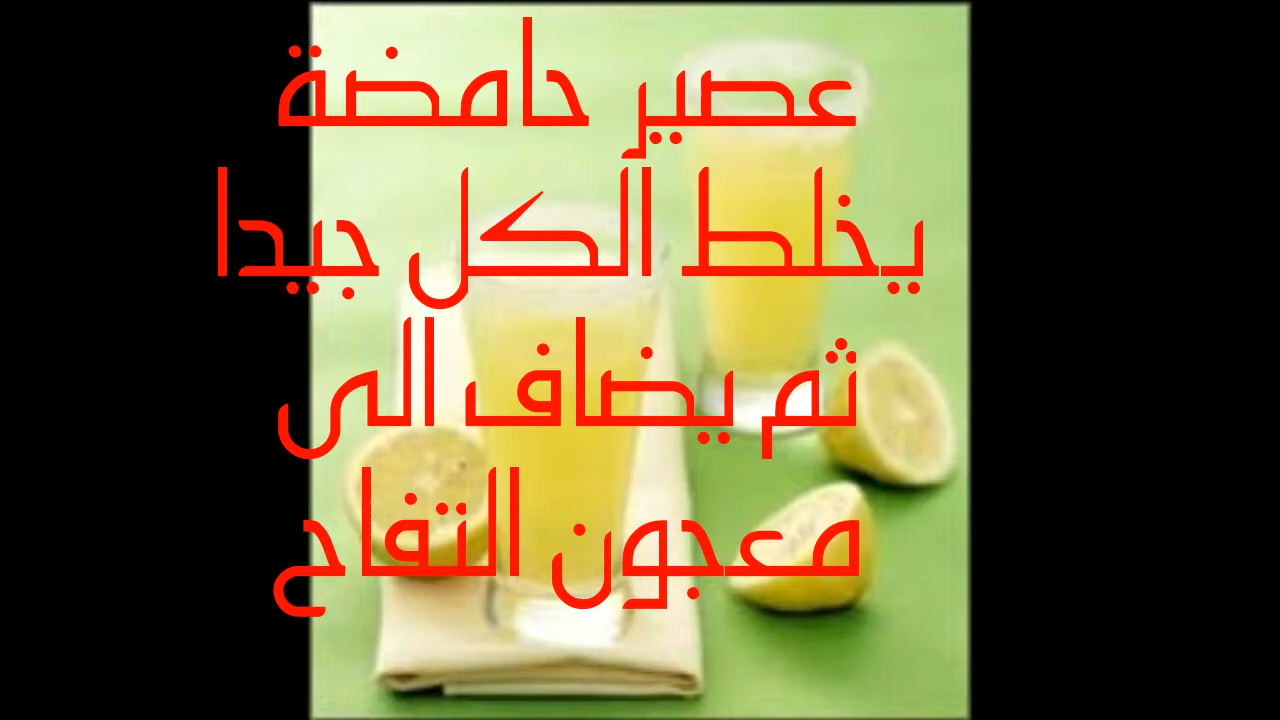 عصير حامضة
يخلط الكل جيدا
ثم يضاف الى
معجون التفاح